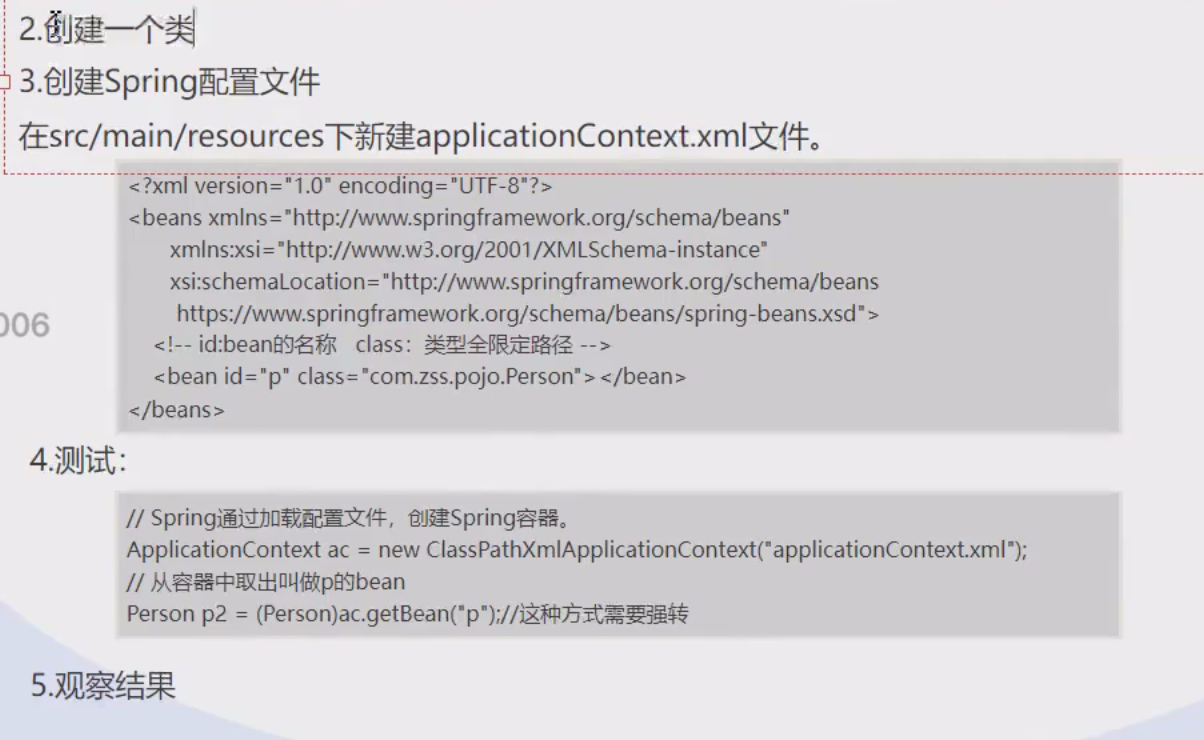 2.创建一个类
3.创建Spring配置文件
在src/main/resources下新建applicationContext.xml文件。
<?xml version="1.0" encoding="UTF-8"?>
<beans xmlns="http://www.springframework.org/schema/beans"
xmlns:xsi="http://www.w3.org/2001/XMLSchema-instance"
xsi:schemaLocation="http://www.springframework.org/schema/beans
https://www.springframework.org/schema/beans/spring-beans.xsd">
006
<!-- id:bean的名称 class：类型全限定路径 -->
<bean id="p" class="com.zss.pojo.Person"></bean>
</beans>
4.测试：
// Spring通过加载配置文件，创建Spring容器。
ApplicationContext ac = new ClassPathXmlApplicationContext("applicationContext.xml");
// 从容器中取出叫做p的bean
Person p2 = (Person)ac.getBean("p");//这种方式需要强转
5.观察结果